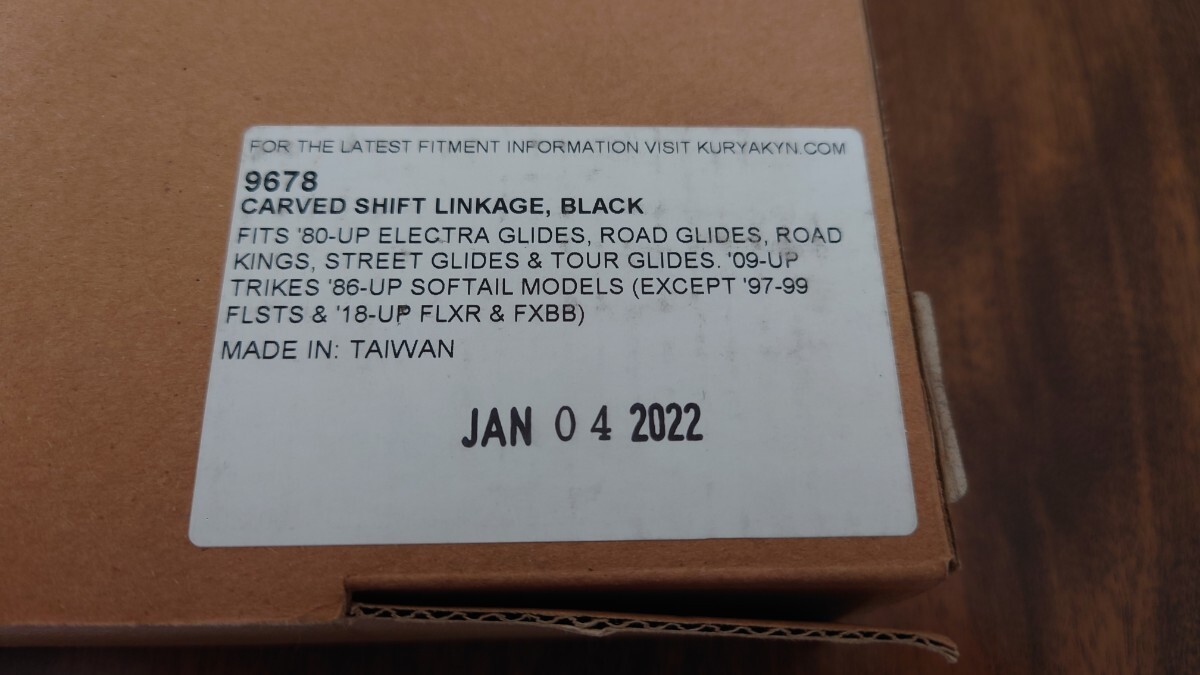 FOR THE LATEST FITMENT INFORMATION VISIT KURYAKYN.COM
9678
CARVED SHIFT LINKAGE, BLACK
FITS '80-UP ELECTRA GLIDES, ROAD GLIDES, ROAD
KINGS, STREET GLIDES & TOUR GLIDES. '09-UP
TRIKES '86-UP SOFTAIL MODELS (EXCEPT '97-99
FLSTS & '18-UP FLXR & FXBB)
MADE IN: TAIWAN
JAN 04 2022